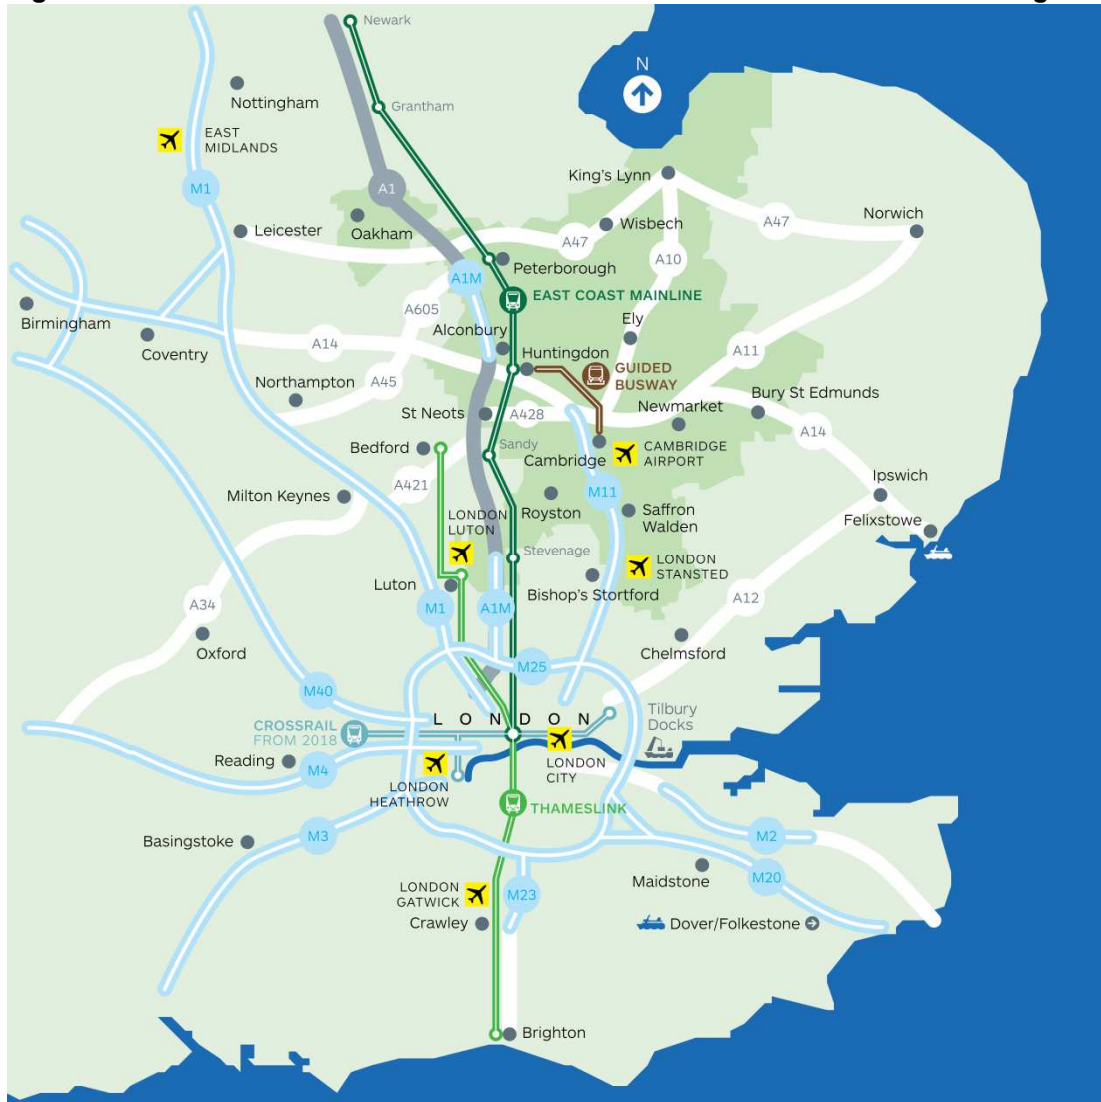 Newark
N
Grantham
Nottingham
EAST
MIDLANDS
M1
A1
King's Lynn
Wisbech
A47
Norwich
Oakham
Leicester
A47
A10
Peterborough
A1M
EAST COAST MAINLINE
A605
Ely
Birmingham
Alconbury
A14
A11
Coventry
Huntingdon
GUIDED
BUSWAY
Northampton
A45
Bury St Edmunds
Newmarket
St Neots
A428
A14
Bedford
Sandy
Cambridge
CAMBRIDGE
AIRPORT
Ipswich
A421
M11
Milton Keynes
LONDON
LUTON
Royston
Saffron
Walden
Felixstowe
Stevenage
LONDON
STANSTED
Luton
Bishop's Stortford
A34
M1
A1M
A12
Oxford
Chelmsford
M25
M40
LONDON
Tilbury
Docks
CROSSRAIL
FROM 2018
Reading
M4
LONDON
CITY
LONDON
HEATHROW
THAMESLINK
Basingstoke
M3
M2
Maidstone
M20
LONDON
GATWICK
M23
Crawley
Dover/Folkestone
Brighton